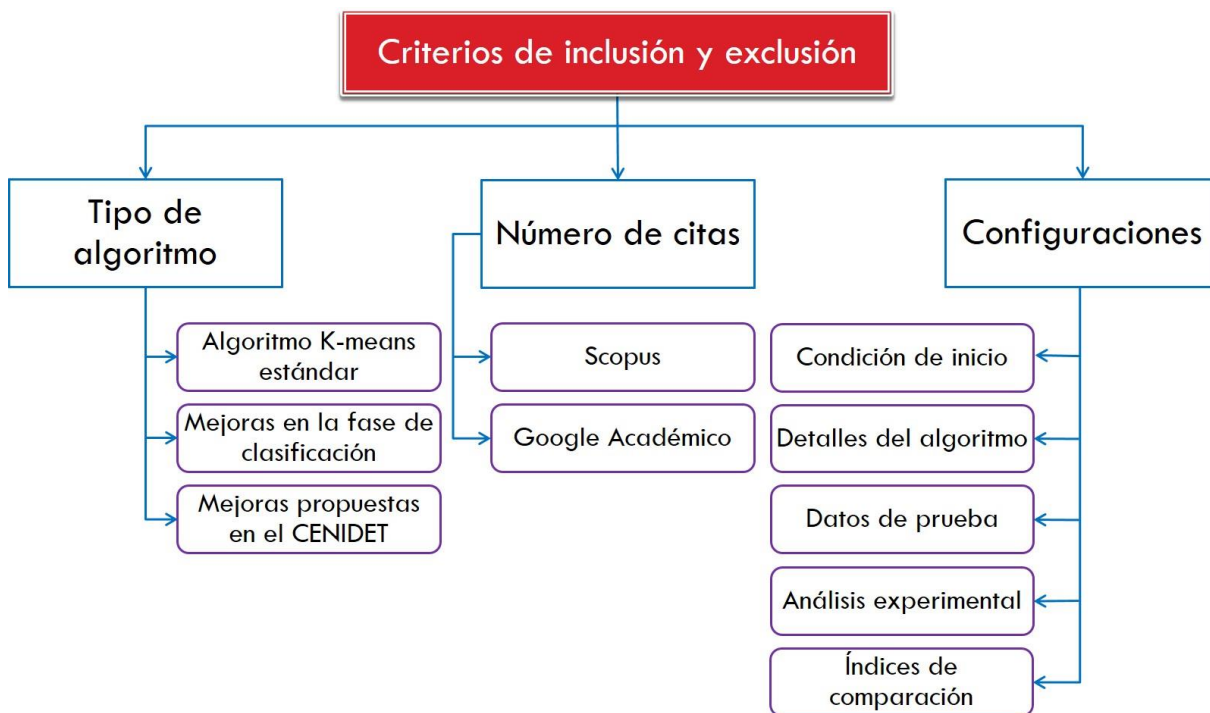 Criterios de inclusión y exclusión
Tipo de
algoritmo
Algoritmo K-means
estándar
Mejoras en la fase de
clasificación
Mejoras propuestas
en el CENIDET
Número de citas
Scopus
Google Académico
Configuraciones
Condición de inicio
Detalles del algoritmo
Datos de prueba
Análisis experimental
Índices de
comparación